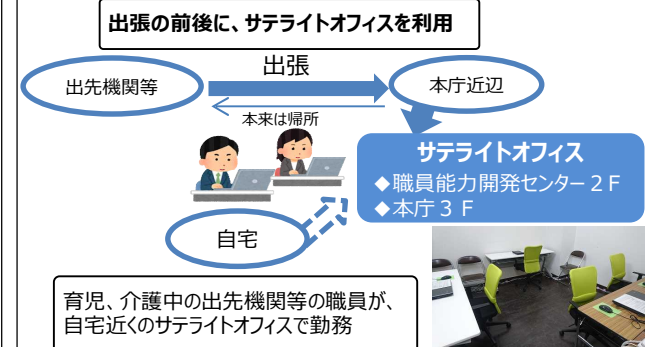 出張の前後に、サテライトオフィスを利用
出張
出先機関等
本庁近辺
本来は帰所
サテライトオフィス
◆職員能力開発センター２Ｆ
◆本庁３Ｆ
自宅
育児、介護中の出先機関等の職員が、
自宅近くのサテライトオフィスで勤務